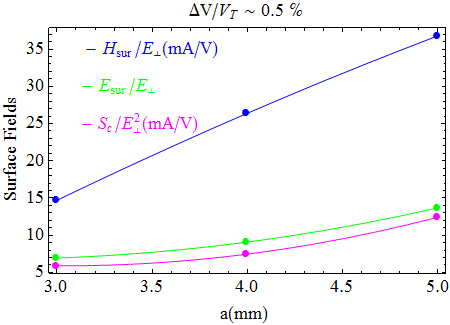 ΔV/V_T ~ 0.5 %
− H_sur/E_⊥(mA/V)
− E_sur/E_⊥
− S_c/E_⊥^2(mA/V)
Surface Fields
35
30
25
20
15
10
5
3.0 3.5 4.0 4.5 5.0
a(mm)